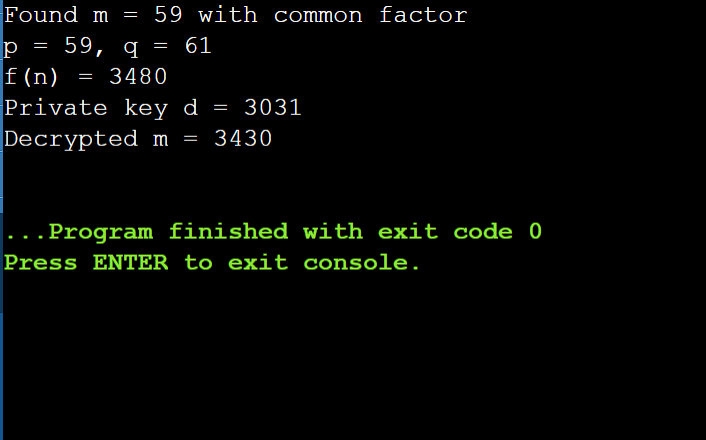 Found m = 59 with common factor
p = 59, q = 61
f(n) = 3480
Private key d = 3031
Decrypted m = 3430
...Program finished with exit code 0
Press ENTER to exit console.